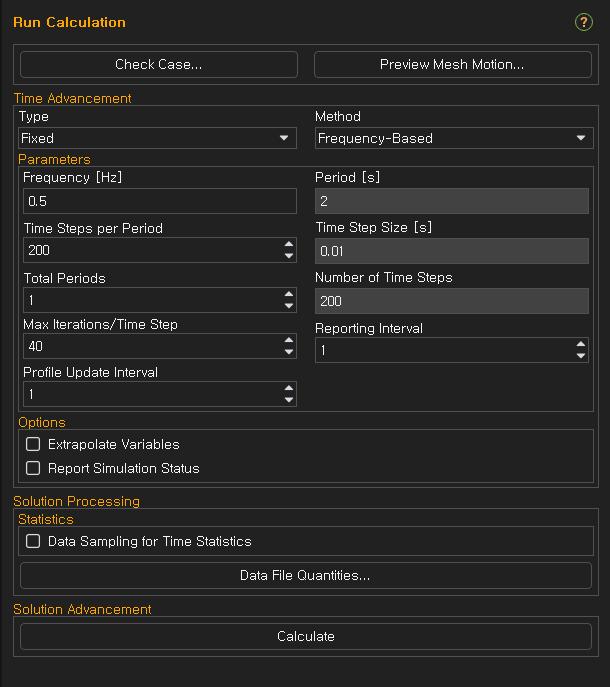 Run Calculation
?
Check Case...
Preview Mesh Motion...
Time Advancement
Type
Method
Fixed
Frequency-Based
Parameters
Frequency [Hz]
Period [s]
0.5
2
Time Steps per Period
Time Step Size [s]
200
0.01
Total Periods
Number of Time Steps
1
200
Max Iterations/Time Step
Reporting Interval
40
1
Profile Update Interval
1
Options
Extrapolate Variables
Report Simulation Status
Solution Processing
Statistics
Data Sampling for Time Statistics
Data File Quantities...
Solution Advancement
Calculate